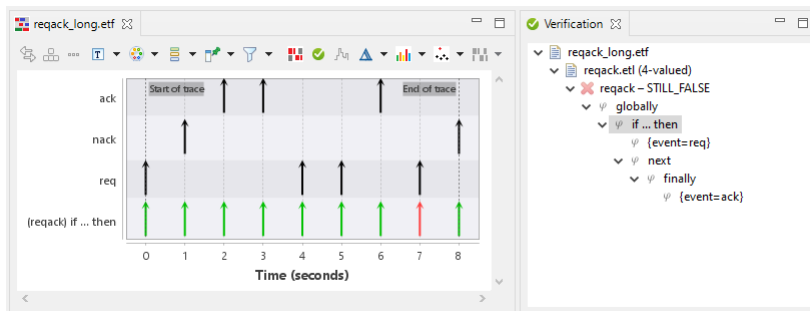 reqack_long.etf
Start of trace
End of trace
ack
nack
req
(reqack) if ... then
0 1 2 3 4 5 6 7 8
Time (seconds)
Verification
reqack_long.etf
reqack.etl (4-valued)
reqack – STILL_FALSE
φ globally
φ if ... then
φ {event=req}
φ next
φ finally
φ {event=ack}